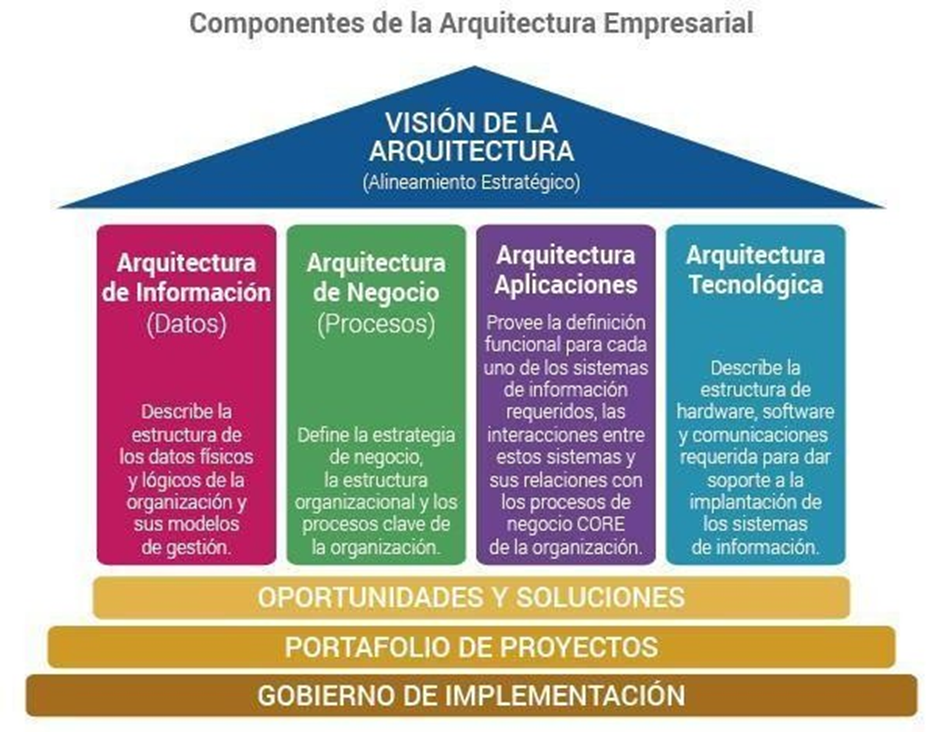 Componentes de la Arquitectura Empresarial
VISIÓN DE LA
ARQUITECTURA
(Alineamiento Estratégico)
Arquitectura
de Información
(Datos)
Describe la
estructura de
los datos físicos
y lógicos de la
organización y
sus modelos
de gestión.
Arquitectura
de Negocio
(Procesos)
Define la estrategia
de negocio,
la estructura
organizacional y los
procesos clave de
la organización.
Arquitectura
Aplicaciones
Provee la definición
funcional para cada
uno de los sistemas
de información
requeridos, las
interacciones entre
estos sistemas y
sus relaciones con
los procesos de
negocio CORE
de la organización.
Arquitectura
Tecnológica
Describe la
estructura de
hardware, software
y comunicaciones
requerida para dar
soporte a la
implantación de
los sistemas
de información.
OPORTUNIDADES Y SOLUCIONES
PORTAFOLIO DE PROYECTOS
GOBIERNO DE IMPLEMENTACIÓN